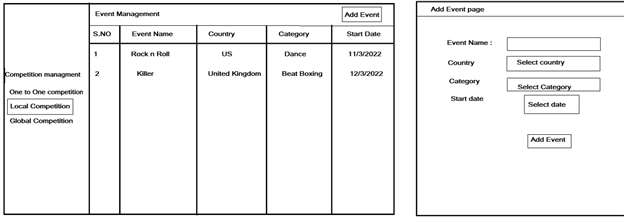 Event Management
Add Event
S.NO Event Name Country Category Start Date
1 Rock n Roll US Dance 11/3/2022
2 Killer United Kingdom Beat Boxing 12/3/2022
Competition managment
One to One competition
Local Competition
Global Competition
Add Event page
Event Name :
Country Select country
Category Select Category
Start date Select date
Add Event